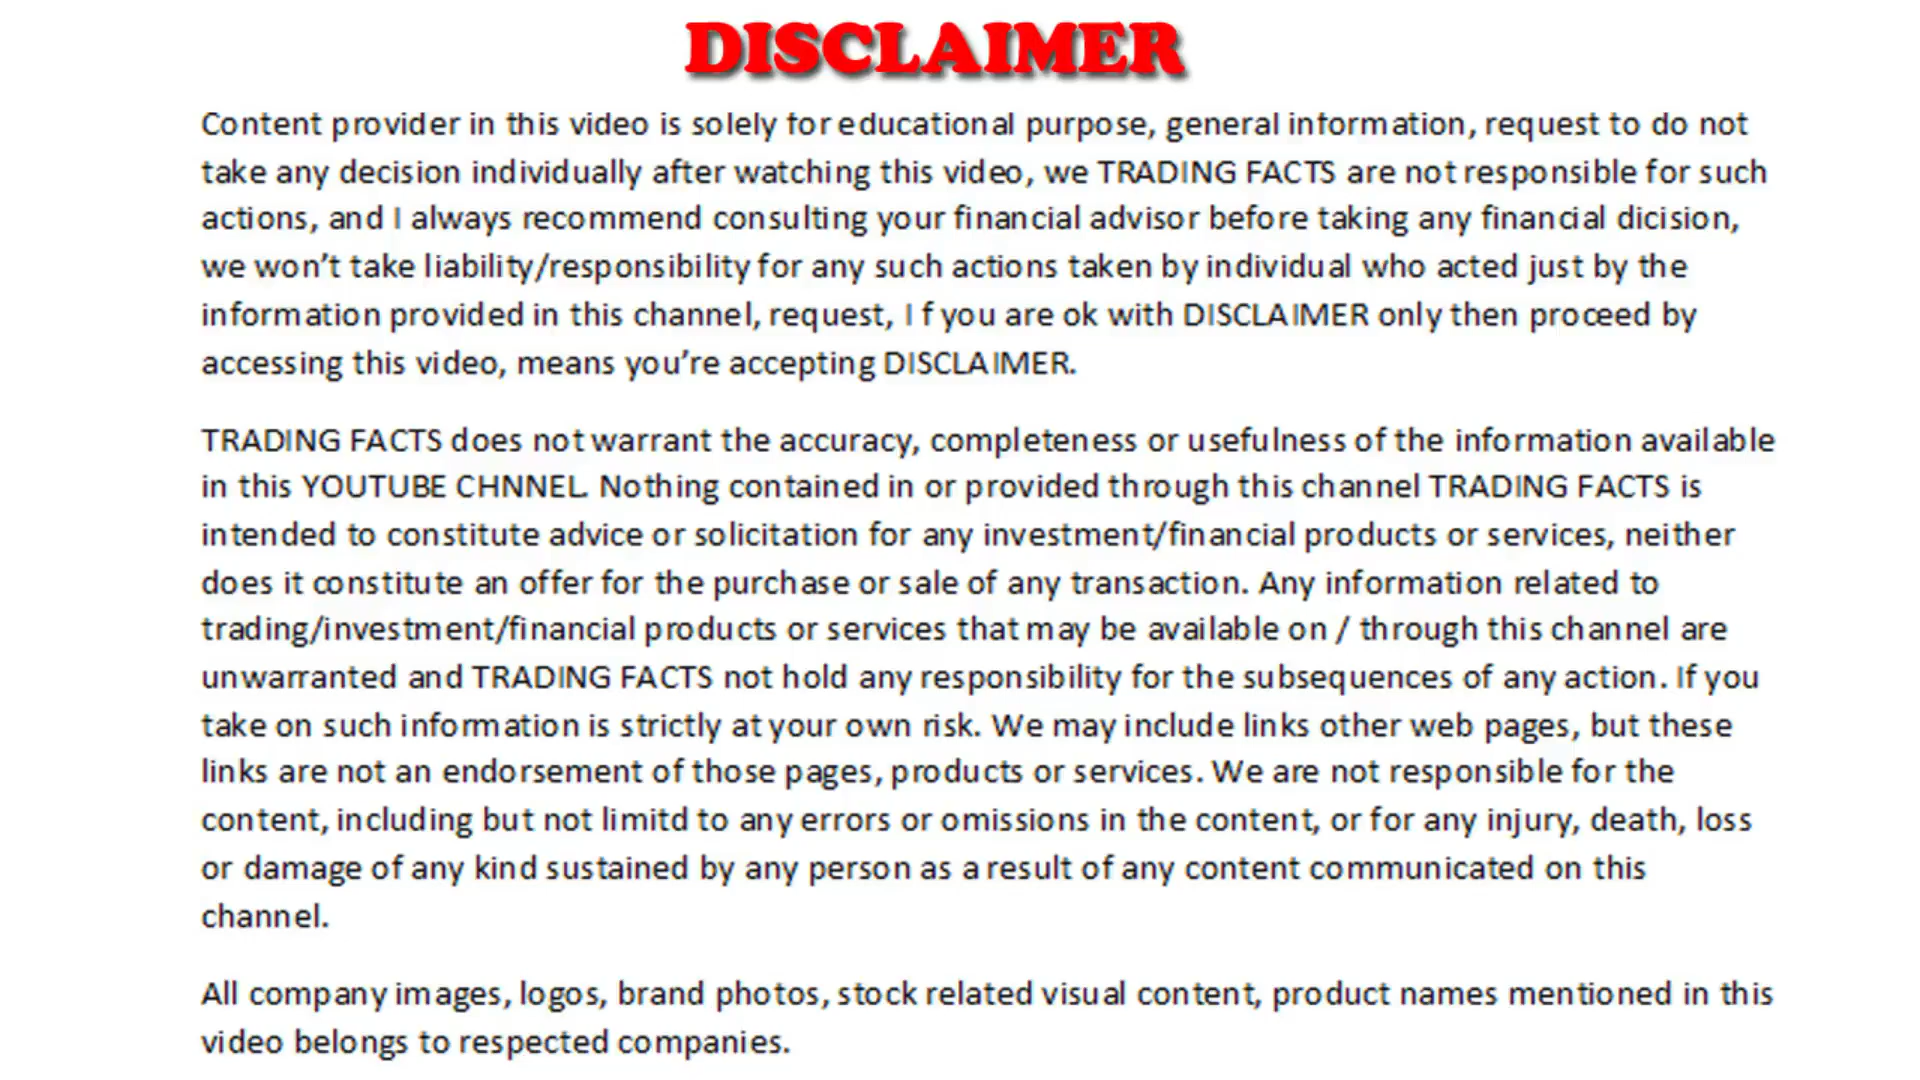 DISCLAIMER
Content provider in this video is solely for educational purpose, general information, request to do not
take any decision individually after watching this video, we TRADING FACTS are not responsible for such
actions, and I always recommend consulting your financial advisor before taking any financial dicision,
we won’t take liability/responsibility for any such actions taken by individual who acted just by the
information provided in this channel, request, I f you are ok with DISCLAIMER only then proceed by
accessing this video, means you’re accepting DISCLAIMER.
TRADING FACTS does not warrant the accuracy, completeness or usefulness of the information available
in this YOUTUBE CHNNEL. Nothing contained in or provided through this channel TRADING FACTS is
intended to constitute advice or solicitation for any investment/financial products or services, neither
does it constitute an offer for the purchase or sale of any transaction. Any information related to
trading/investment/financial products or services that may be available on / through this channel are
unwarranted and TRADING FACTS not hold any responsibility for the subsequences of any action. If you
take on such information is strictly at your own risk. We may include links other web pages, but these
links are not an endorsement of those pages, products or services. We are not responsible for the
content, including but not limitd to any errors or omissions in the content, or for any injury, death, loss
or damage of any kind sustained by any person as a result of any content communicated on this
channel.
All company images, logos, brand photos, stock related visual content, product names mentioned in this
video belongs to respected companies.